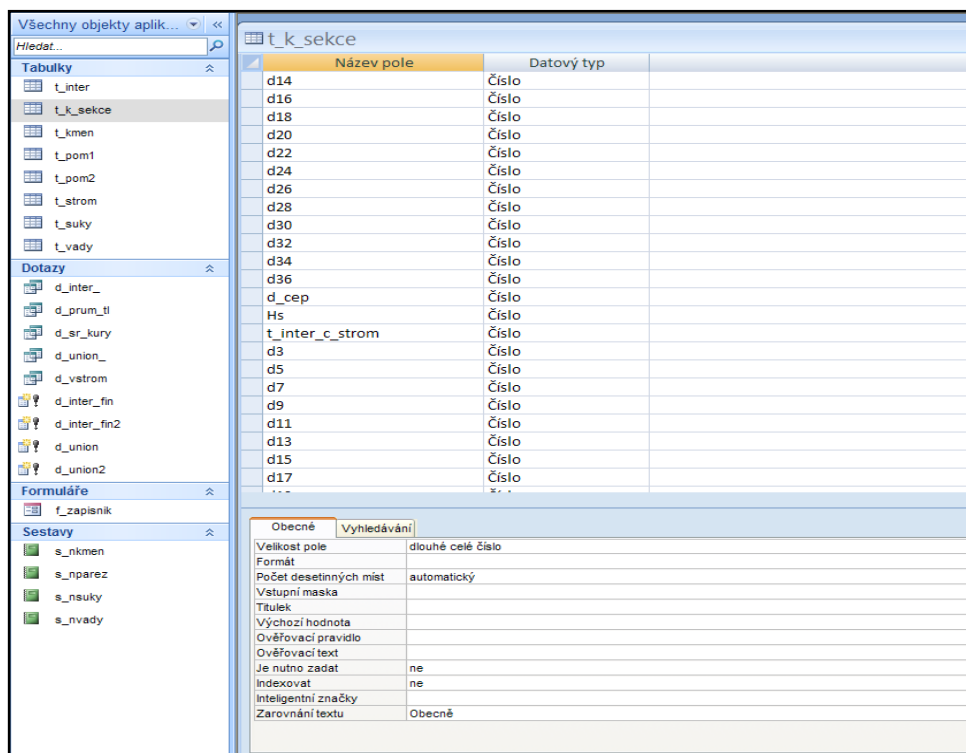 Všechny objekty aplik...
Hledat...
Tabulky
t_inter
t_k_sekce
t_kmen
t_pom1
t_pom2
t_strom
t_suky
t_vady
Dotazy
d_inter_
d_prum_tl
d_sr_kury
d_union_
d_vstrom
d_inter_fin
d_inter_fin2
d_union
d_union2
Formuláře
f_zapisnik
Sestavy
s_nkmen
s_nparez
s_nsuky
s_nvady
t_k_sekce
Název pole Datový typ
d14 Číslo
d16 Číslo
d18 Číslo
d20 Číslo
d22 Číslo
d24 Číslo
d26 Číslo
d28 Číslo
d30 Číslo
d32 Číslo
d34 Číslo
d36 Číslo
d_cep Číslo
Hs Číslo
t_inter_c_strom Číslo
d3 Číslo
d5 Číslo
d7 Číslo
d9 Číslo
d11 Číslo
d13 Číslo
d15 Číslo
d17 Číslo
Obecné Vyhledávání
Velikost pole dlouhé celé číslo
Formát
Počet desetinných míst automatický
Vstupní maska
Titulek
Výchozí hodnota
Ověřovací pravidlo
Ověřovací text
Je nutno zadat ne
Indexovat ne
Inteligentní značky
Zarovnání textu Obecně